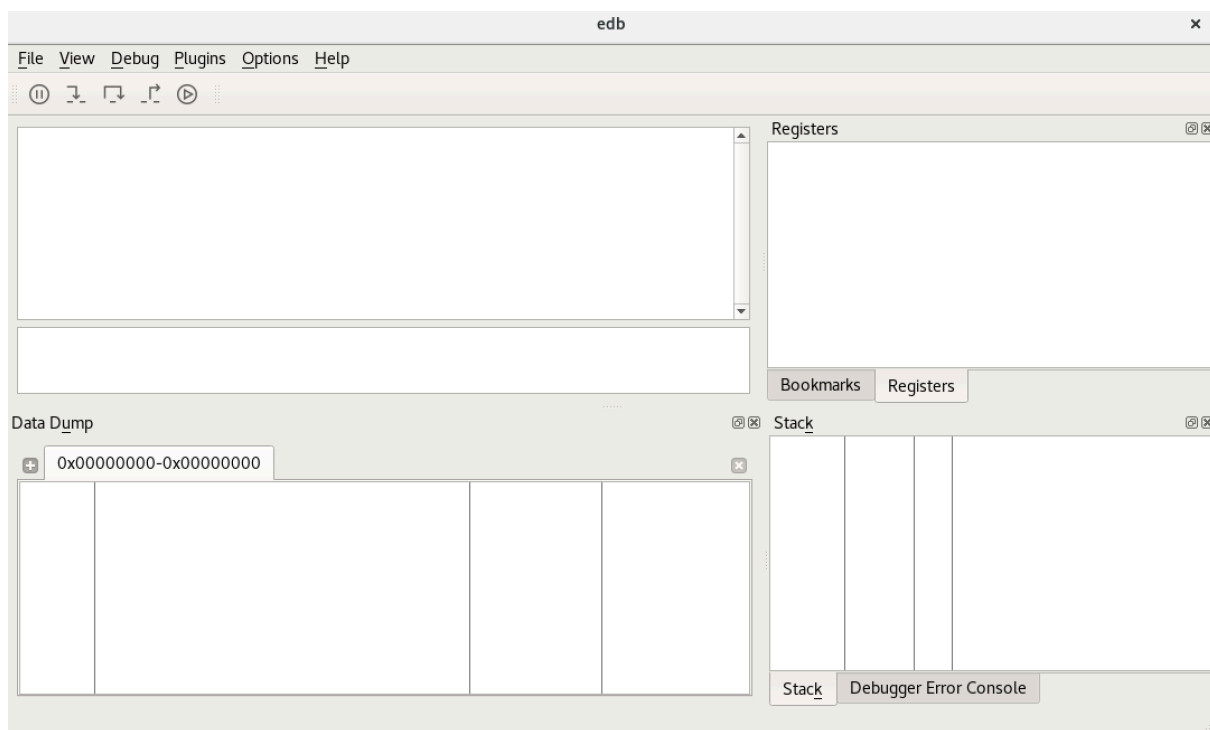 edb
File View Debug Plugins Options Help
Registers
Bookmarks Registers
Data Dump
0x00000000-0x00000000
Stack
Stack Debugger Error Console